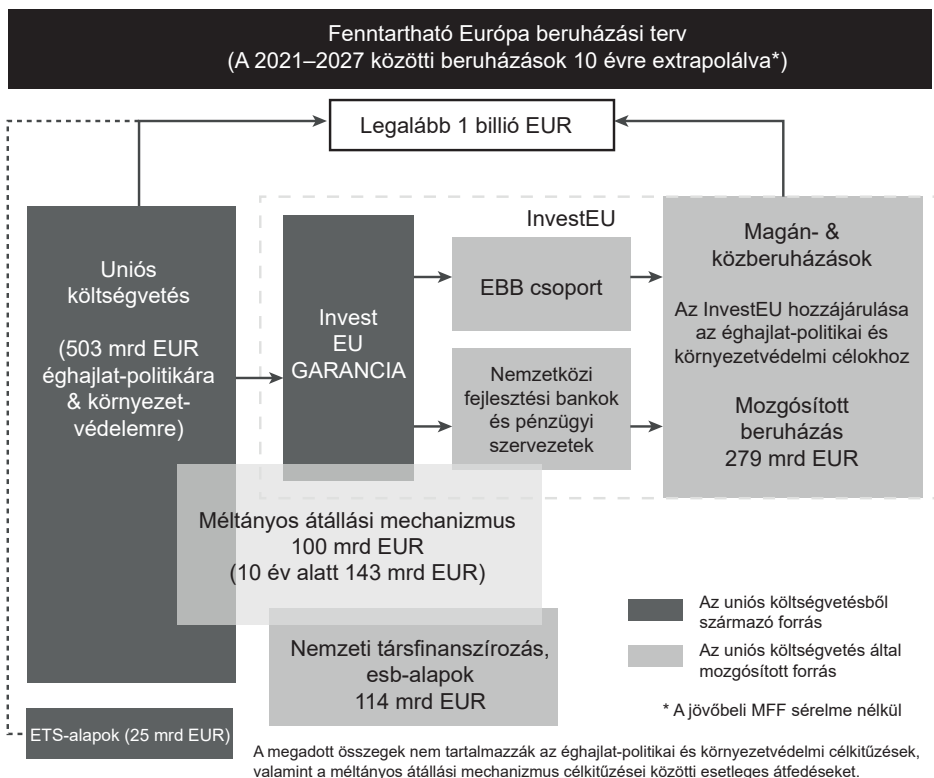 Fenntartható Európa beruházási terv
(A 2021–2027 közötti beruházások 10 évre extrapolálva*)
Legalább 1 billió EUR
Uniós
költségvetés
(503 mrd EUR
éghajlat-politikára
& környezet-
védelemre)
InvestEU
Invest
EU
GARANCIA
EBB csoport
Nemzetközi
fejlesztési bankok
és pénzügyi
szervezetek
Magán- &
közberuházások
Az InvestEU hozzájárulása
az éghajlat-politikai és
környezetvédelmi célokhoz
Mozgósított
beruházás
279 mrd EUR
Méltányos átállási mechanizmus
100 mrd EUR
(10 év alatt 143 mrd EUR)
Nemzeti társfinanszírozás,
esb-alapok
114 mrd EUR
Az uniós költségvetésből
származó forrás
Az uniós költségvetés által
mozgósított forrás
* A jövőbeli MFF sérelme nélkül
ETS-alapok (25 mrd EUR)
A megadott összegek nem tartalmazzák az éghajlat-politikai és környezetvédelmi célkitűzések,
valamint a méltányos átállási mechanizmus célkitűzései közötti esetleges átfedéseket.